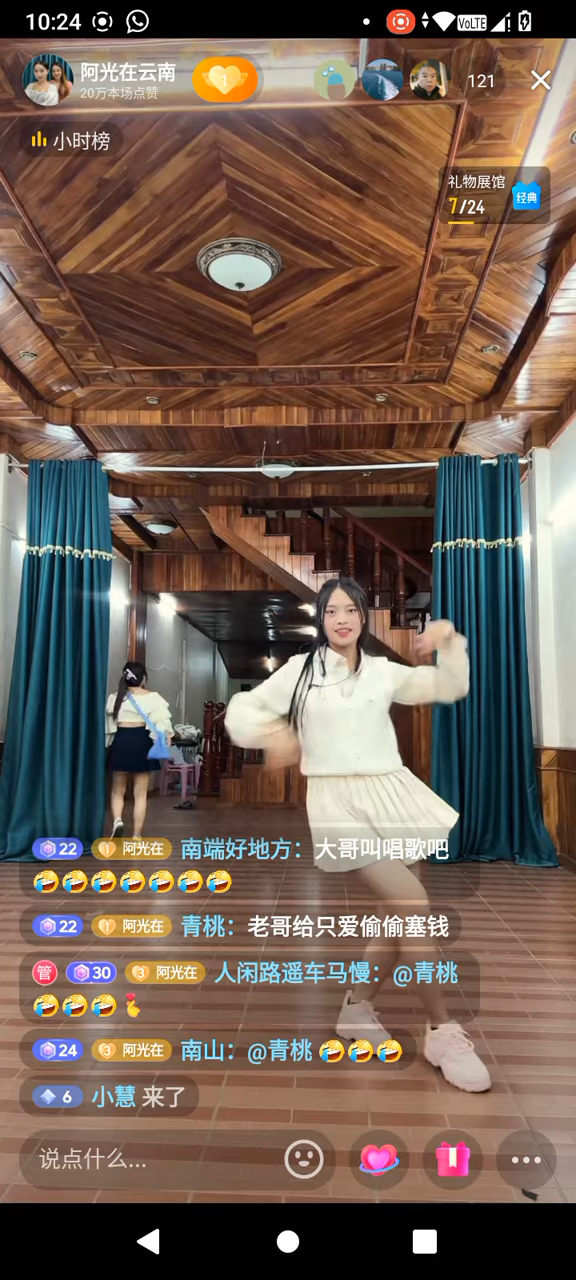 10:24 VoLTE
阿光在云南
20万本场点赞
1
121
小时榜
礼物展馆
7/24
经典
22 1 阿光在 南端好地方：大哥叫唱歌吧
🤣🤣🤣🤣🤣🤣🤣
22 1 阿光在 青桃：老哥给只爱偷偷塞钱
管 30 3 阿光在 人闲路遥车马慢：@青桃
🤣🤣🤣🫰
24 3 阿光在 南山：@青桃 🤣🤣🤣
6 小慧 来了
说点什么...